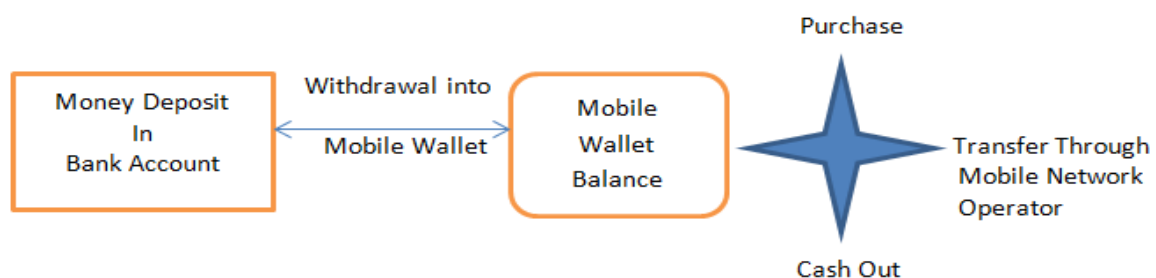 Money Deposit
In
Bank Account
Withdrawal into
Mobile Wallet
Mobile
Wallet
Balance
Purchase
Transfer Through
Mobile Network
Operator
Cash Out